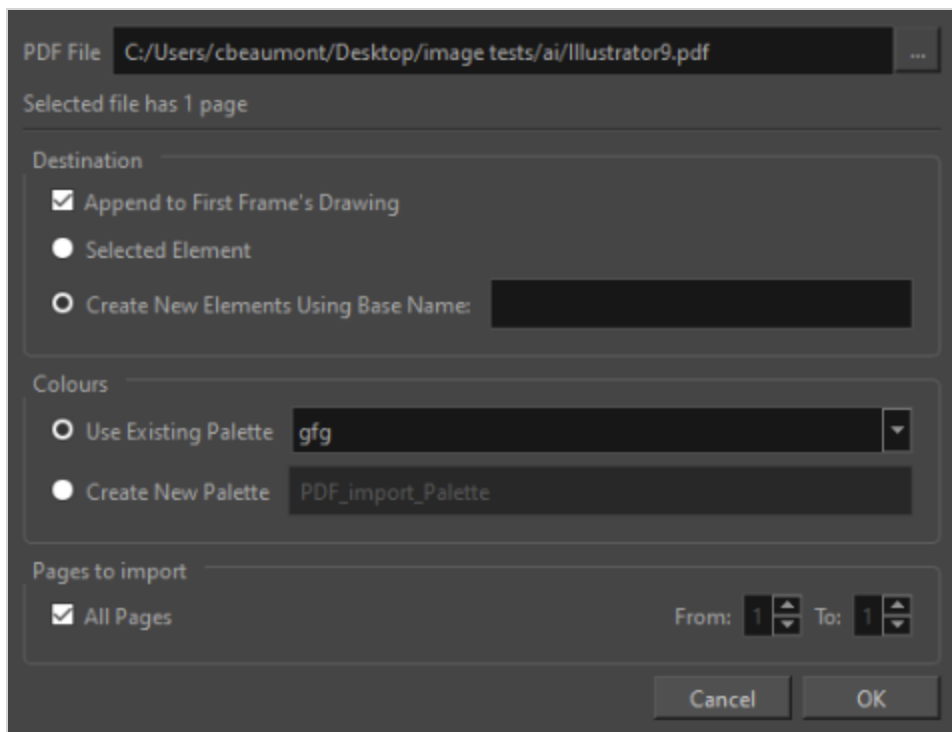 PDF File C:/Users/cbeaumont/Desktop/image tests/ai/Illustrator9.pdf ...
Selected file has 1 page
Destination
Append to First Frame's Drawing
Selected Element
Create New Elements Using Base Name:
Colours
Use Existing Palette gfg
Create New Palette PDF_import_Palette
Pages to import
All Pages From: 1 To: 1
Cancel OK